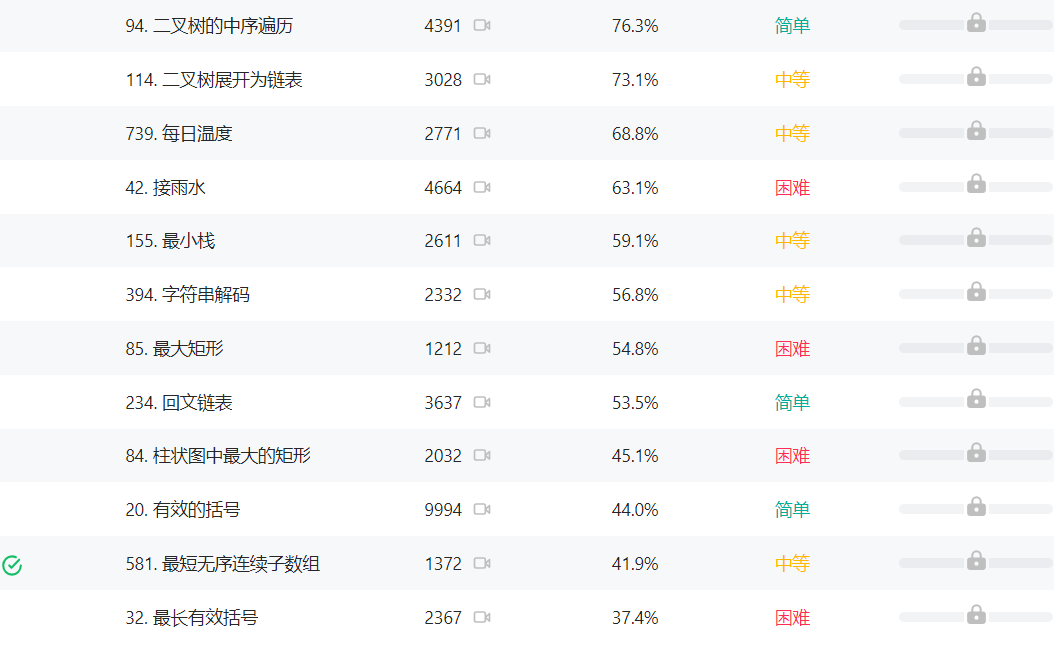 94. 二叉树的中序遍历 4391 76.3% 简单
114. 二叉树展开为链表 3028 73.1% 中等
739. 每日温度 2771 68.8% 中等
42. 接雨水 4664 63.1% 困难
155. 最小栈 2611 59.1% 中等
394. 字符串解码 2332 56.8% 中等
85. 最大矩形 1212 54.8% 困难
234. 回文链表 3637 53.5% 简单
84. 柱状图中最大的矩形 2032 45.1% 困难
20. 有效的括号 9994 44.0% 简单
581. 最短无序连续子数组 1372 41.9% 中等
32. 最长有效括号 2367 37.4% 困难